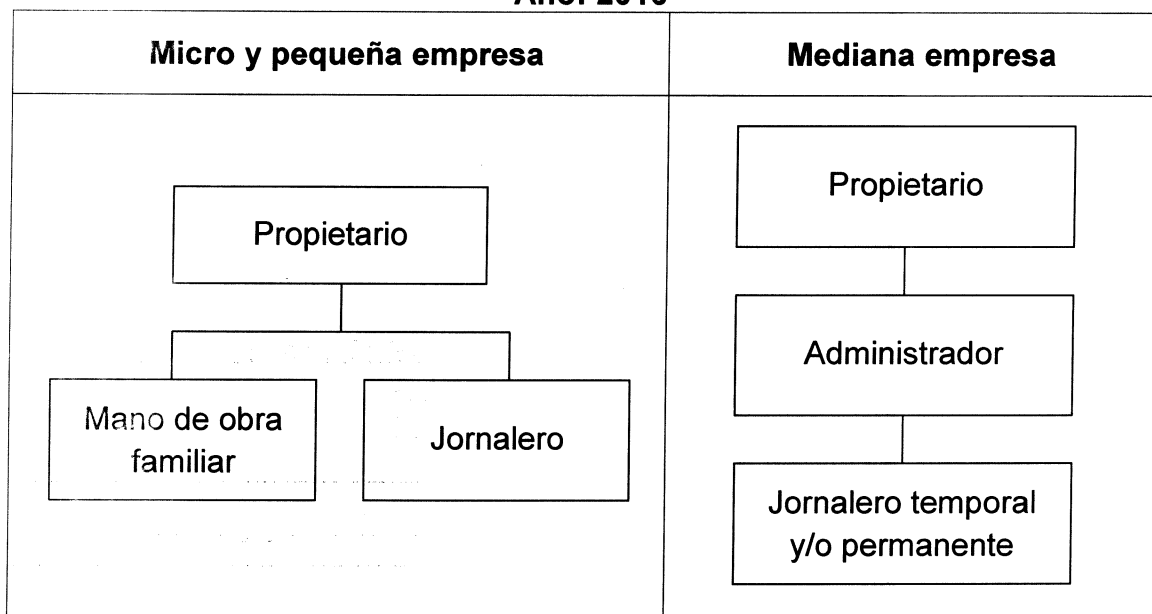 Micro y pequeña empresa
Mediana empresa
Propietario
Mano de obra
familiar
Jornalero
Propietario
Administrador
Jornalero temporal
y/o permanente